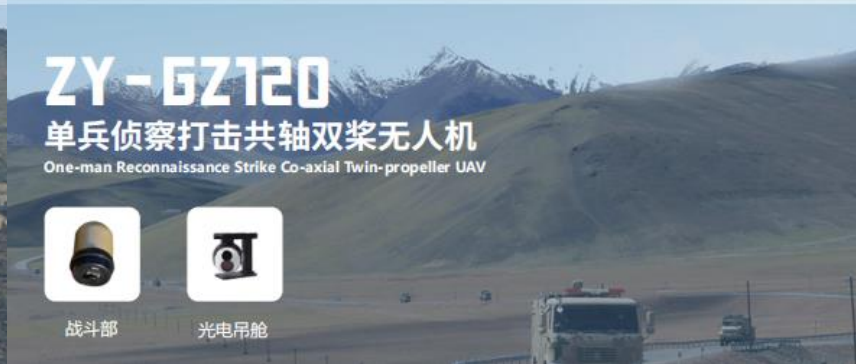 ZY-GZ120
单兵侦察打击共轴双桨无人机
One-man Reconnaissance Strike Co-axial Twin-propeller UAV
战斗部
光电吊舱